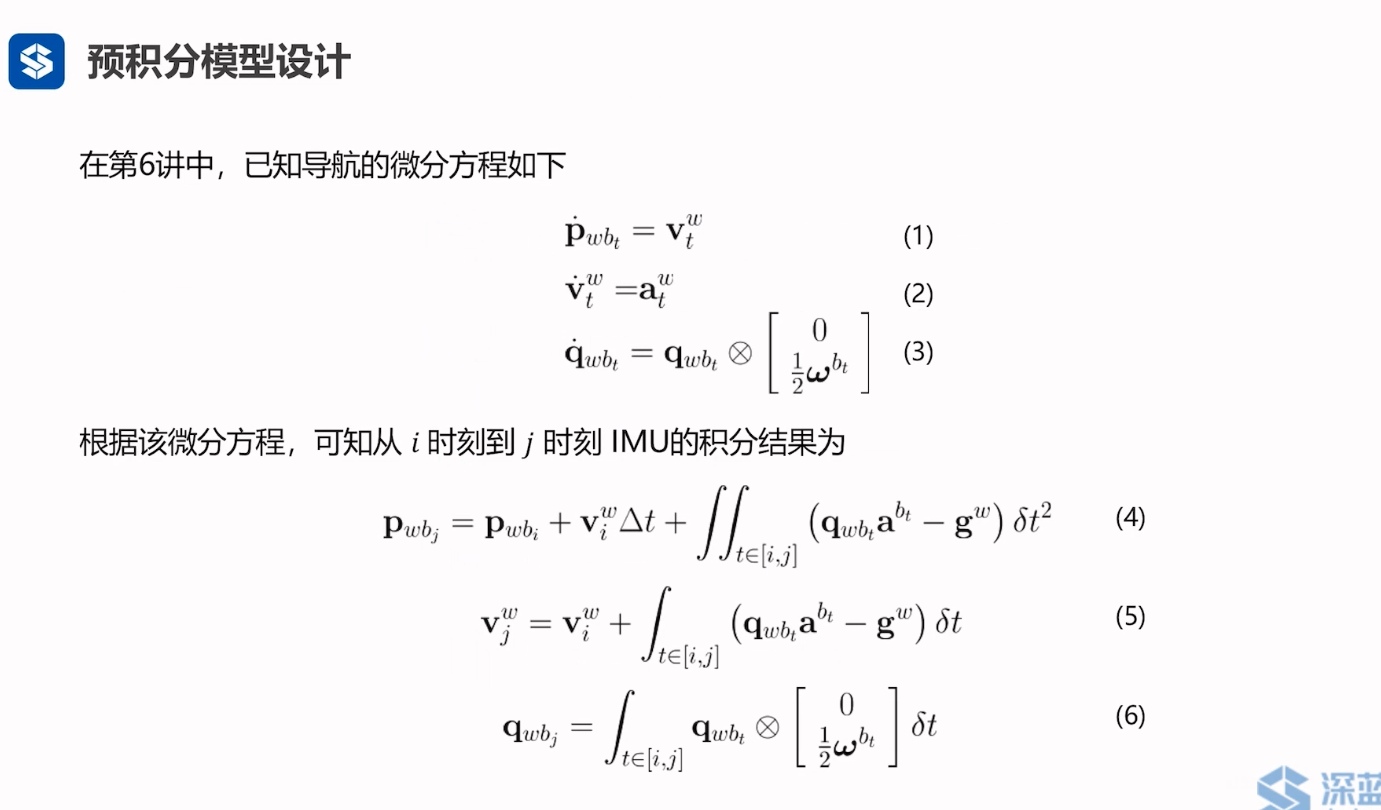 预积分模型设计
在第6讲中，已知导航的微分方程如下
$\dot{\mathbf{p}}_{wb_t} = \mathbf{v}_t^w$ (1)
$\dot{\mathbf{v}}_t^w = \mathbf{a}_t^w$ (2)
$\dot{\mathbf{q}}_{wb_t} = \mathbf{q}_{wb_t} \otimes \begin{bmatrix} 0 \\ \frac{1}{2}\boldsymbol{\omega}^{b_t} \end{bmatrix}$ (3)
根据该微分方程，可知从 i 时刻到 j 时刻 IMU的积分结果为
$\mathbf{p}_{wb_j} = \mathbf{p}_{wb_i} + \mathbf{v}_i^w \Delta t + \iint_{t\in[i,j]} \left(\mathbf{q}_{wb_t}\mathbf{a}^{b_t} - \mathbf{g}^w\right) \delta t^2$ (4)
$\mathbf{v}_j^w = \mathbf{v}_i^w + \int_{t\in[i,j]} \left(\mathbf{q}_{wb_t}\mathbf{a}^{b_t} - \mathbf{g}^w\right) \delta t$ (5)
$\mathbf{q}_{wb_j} = \int_{t\in[i,j]} \mathbf{q}_{wb_t} \otimes \begin{bmatrix} 0 \\ \frac{1}{2}\boldsymbol{\omega}^{b_t} \end{bmatrix} \delta t$ (6)
深蓝